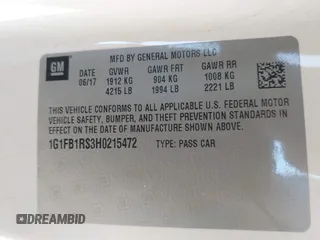 MFD BY GENERAL MOTORS LLC
GM
DATE GVWR GAWR FRT GAWR RR
06/17 1912 KG 904 KG 1008 KG
4215 LB 1994 LB 2221 LB
THIS VEHICLE CONFORMS TO ALL APPLICABLE U.S. FEDERAL MOTOR
VEHICLE SAFETY, BUMPER, AND THEFT PREVENTION STANDARDS IN
EFFECT ON THE DATE OF MANUFACTURE SHOWN ABOVE.
1G1FB1RS3H0215472 TYPE: PASS CAR
DREAMBID